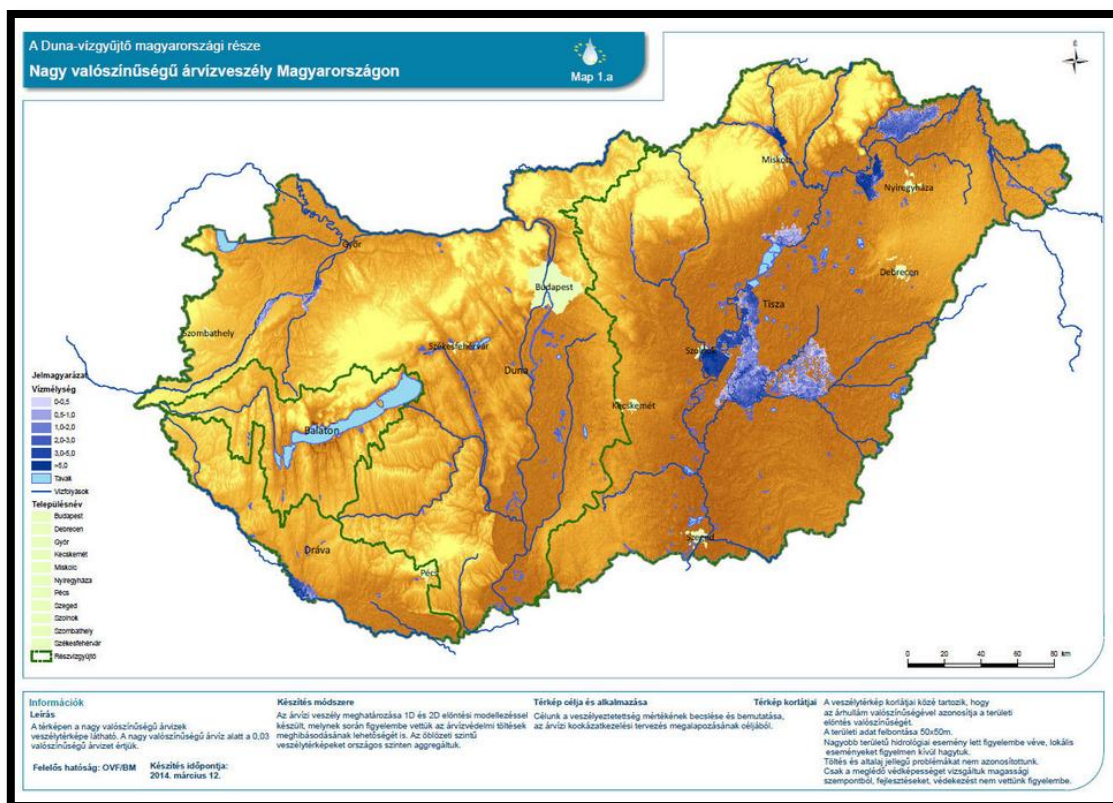 A Duna-vízgyűjtő magyarországi része
Nagy valószínűségű árvízveszély Magyarországon
Map 1.a
É
Miskolc
Nyíregyháza
Győr
Debrecen
Budapest
Tisza
Szombathely
Székesfehérvár
Szolnok
Duna
Kecskemét
Balaton
Szeged
Dráva
Pécs
Jelmagyarázat
Vízmélység
0-0,5
0,5-1,0
1,0-2,0
2,0-3,0
3,0-5,0
>5,0
Tavak
Vízfolyások
Településnév
Budapest
Debrecen
Győr
Kecskemét
Miskolc
Nyíregyháza
Pécs
Szeged
Szolnok
Szombathely
Székesfehérvár
Részvízgyűjtő
0 20 40 60 80 km
Információk
Leírás
A térképen a nagy valószínűségű árvizek
veszélytérképe látható. A nagy valószínűségű árvíz alatt a 0,03
valószínűségű árvizet értjük.
Felelős hatóság: OVF/BM
Készítés időpontja:
2014. március 12.
Készítés módszere
Az árvízi veszély meghatározása 1D és 2D elöntési modellezéssel
készült, melynek során figyelembe vettük az árvízvédelmi töltések
meghibásodásának lehetőségét is. Az öblözeti szintű
veszélytérképeket országos szinten aggregáltuk.
Térkép célja és alkalmazása
Célunk a veszélyeztetettség mértékének becslése és bemutatása,
az árvízi kockázatkezelési tervezés megalapozásának céljából.
Térkép korlátjai
A veszélytérkép korlátjai közé tartozik, hogy
az árhullám valószínűségével azonosítja a területi
elöntés valószínűségét.
A területi adat felbontása 50x50m.
Nagyobb területű hidrológiai esemény lett figyelembe véve, lokális
eseményeket figyelmen kívül hagytuk.
Töltés és altalaj jellegű problémákat nem azonosítottunk.
Csak a meglédő védképességet vizsgáltuk magassági
szempontból, fejlesztéseket, védekezést nem vettünk figyelembe.